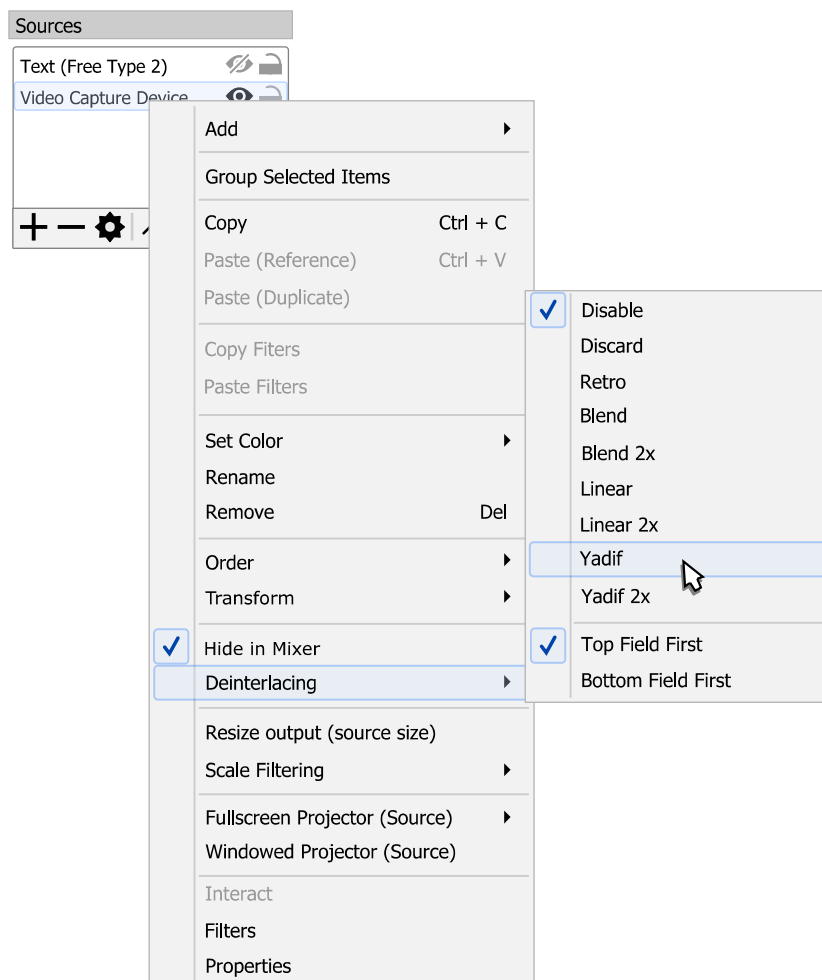 Sources
Text (Free Type 2)
Video Capture Device
Add
Group Selected Items
Copy Ctrl + C
Paste (Reference) Ctrl + V
Paste (Duplicate)
Copy Fiters
Paste Filters
Set Color
Rename
Remove Del
Order
Transform
Hide in Mixer
Deinterlacing
Resize output (source size)
Scale Filtering
Fullscreen Projector (Source)
Windowed Projector (Source)
Interact
Filters
Properties
Disable
Discard
Retro
Blend
Blend 2x
Linear
Linear 2x
Yadif
Yadif 2x
Top Field First
Bottom Field First